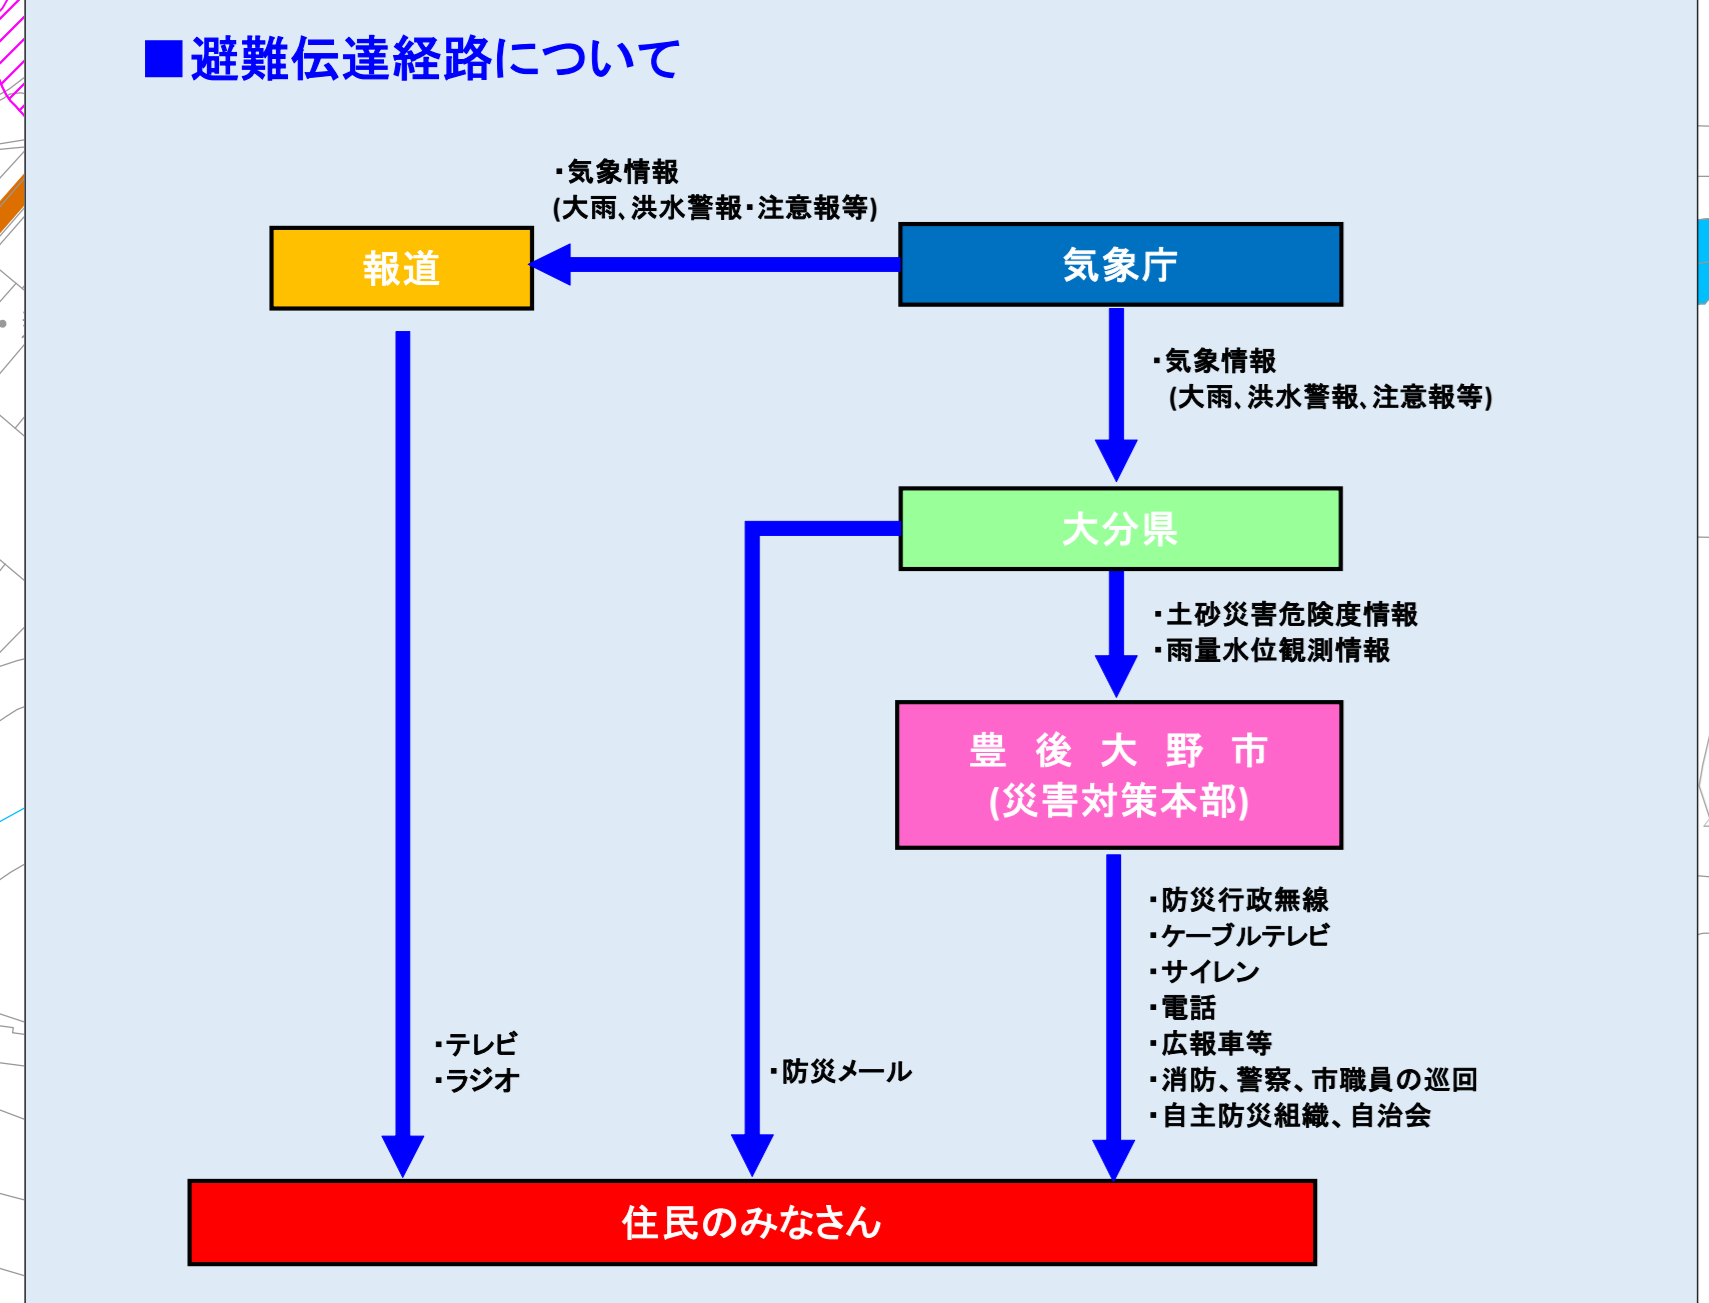 ■避難伝達経路について
・気象情報
(大雨、洪水警報・注意報等)
報道
気象庁
・気象情報
(大雨、洪水警報、注意報等)
大分県
・土砂災害危険度情報
・雨量水位観測情報
豊後大野市
(災害対策本部)
・防災行政無線
・ケーブルテレビ
・サイレン
・電話
・広報車等
・消防、警察、市職員の巡回
・自主防災組織、自治会
・テレビ
・ラジオ
・防災メール
住民のみなさん